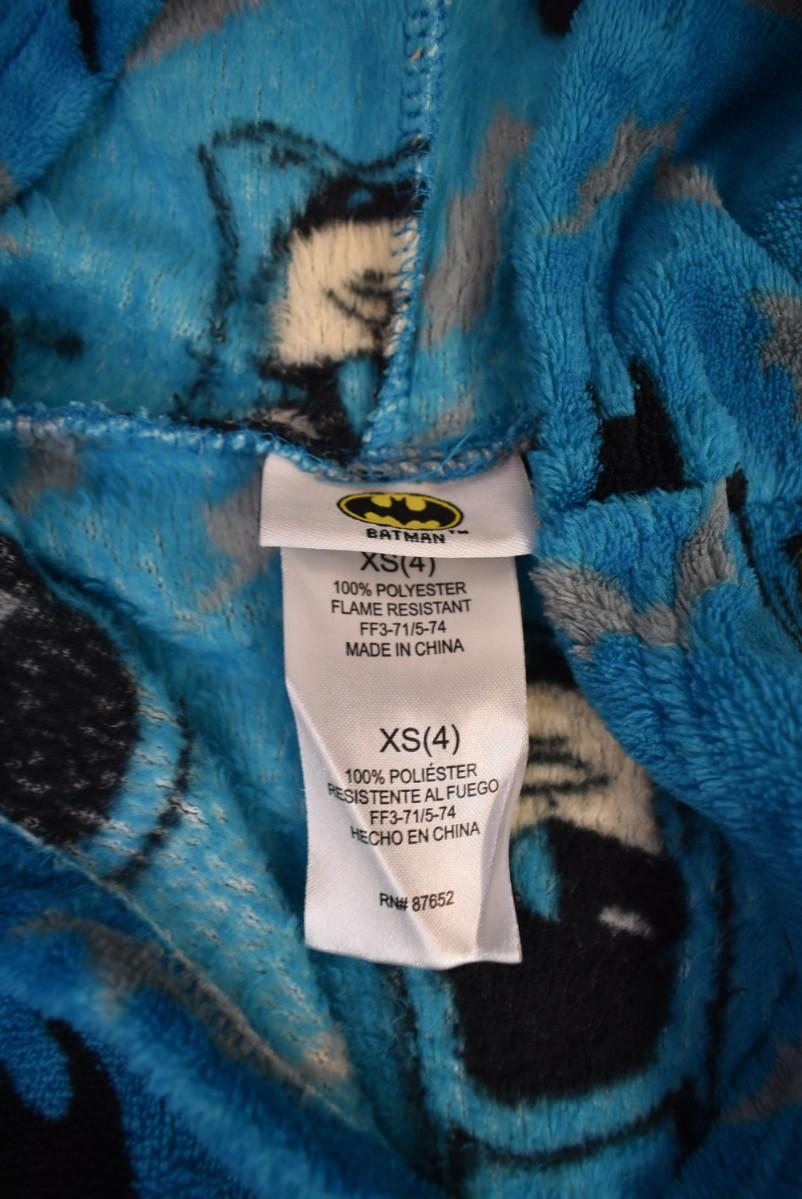 BATMAN™
XS(4)
100% POLYESTER
FLAME RESISTANT
FF3-71/5-74
MADE IN CHINA
XS(4)
100% POLIÉSTER
RESISTENTE AL FUEGO
FF3-71/5-74
HECHO EN CHINA
RN# 87652